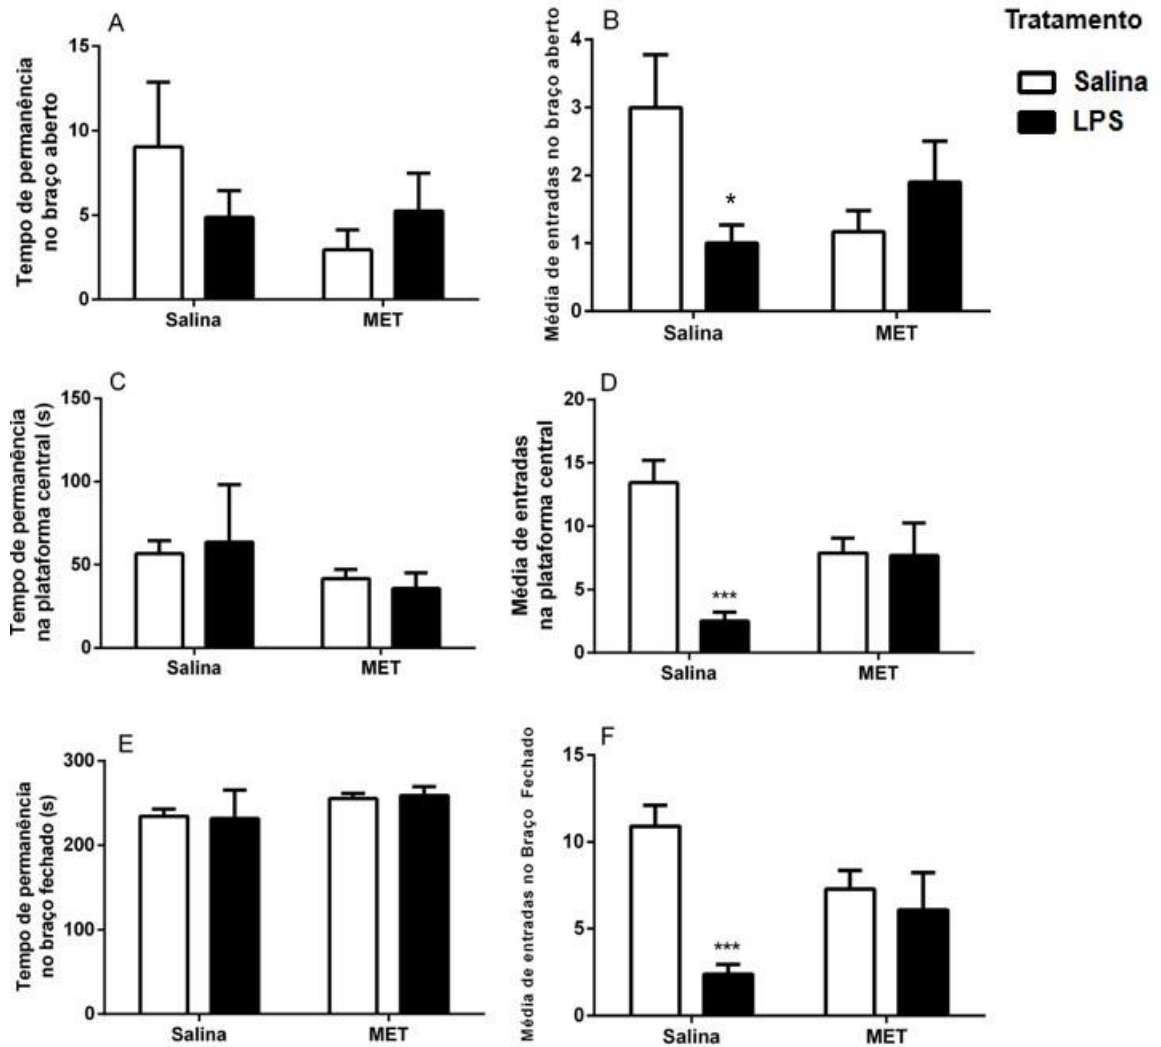 A
Tempo de permanência
no braço aberto
15
10
5
0
Salina
MET
B
Média de entradas no braço aberto
4
3
2
1
0
*
Salina
MET
Tratamento
Salina
LPS
C
Tempo de permanência
na plataforma central (s)
150
100
50
0
Salina
MET
D
Média de entradas
na plataforma central
20
15
10
5
0
***
Salina
MET
E
Tempo de permanência
no braço fechado (s)
300
200
100
0
Salina
MET
F
Média de entradas no Braço Fechado
15
10
5
0
***
Salina
MET